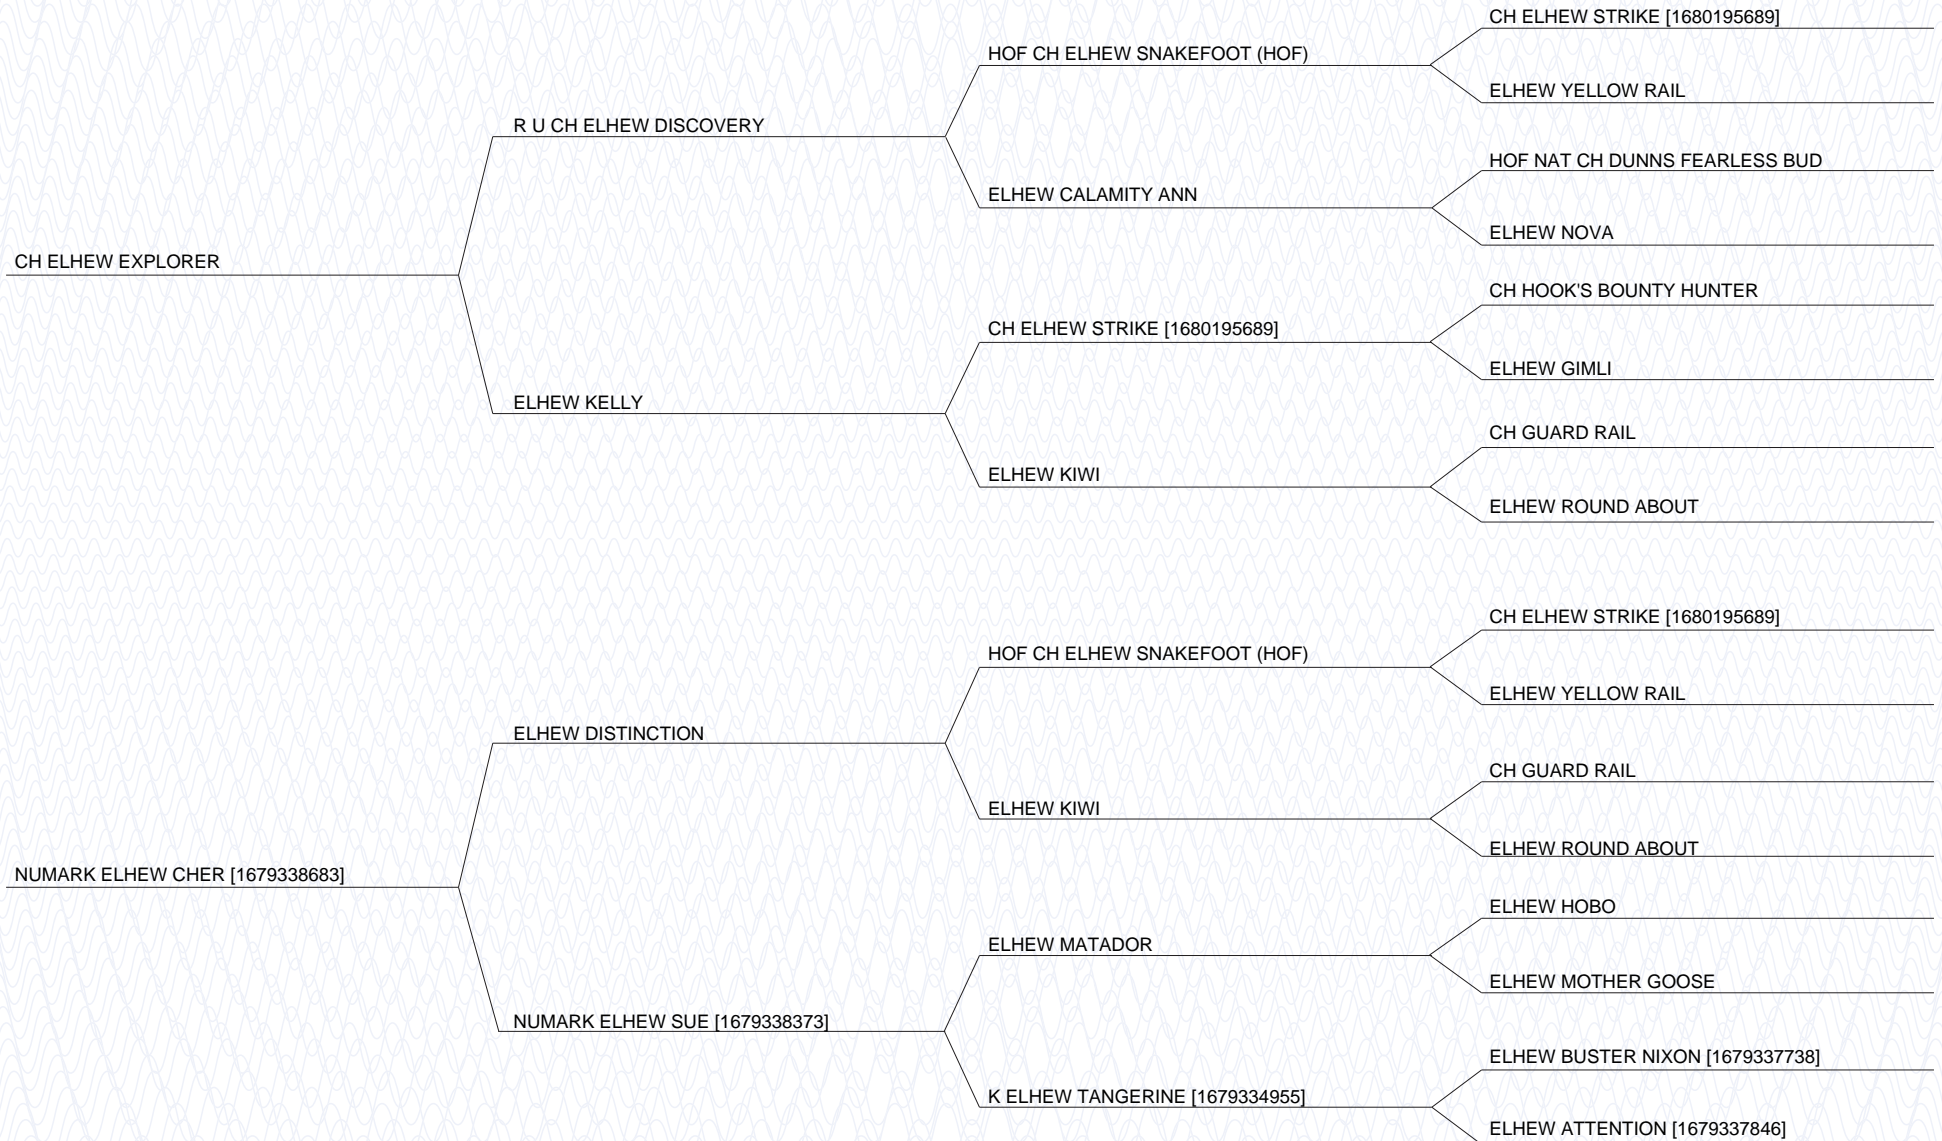 CH ELHEW STRIKE [1680195689]
HOF CH ELHEW SNAKEFOOT (HOF)
ELHEW YELLOW RAIL
R U CH ELHEW DISCOVERY
HOF NAT CH DUNNS FEARLESS BUD
ELHEW CALAMITY ANN
ELHEW NOVA
CH ELHEW EXPLORER
CH HOOK'S BOUNTY HUNTER
CH ELHEW STRIKE [1680195689]
ELHEW GIMLI
ELHEW KELLY
CH GUARD RAIL
ELHEW KIWI
ELHEW ROUND ABOUT
CH ELHEW STRIKE [1680195689]
HOF CH ELHEW SNAKEFOOT (HOF)
ELHEW YELLOW RAIL
ELHEW DISTINCTION
CH GUARD RAIL
ELHEW KIWI
ELHEW ROUND ABOUT
NUMARK ELHEW CHER [1679338683]
ELHEW HOBO
ELHEW MATADOR
ELHEW MOTHER GOOSE
NUMARK ELHEW SUE [1679338373]
ELHEW BUSTER NIXON [1679337738]
K ELHEW TANGERINE [1679334955]
ELHEW ATTENTION [1679337846]